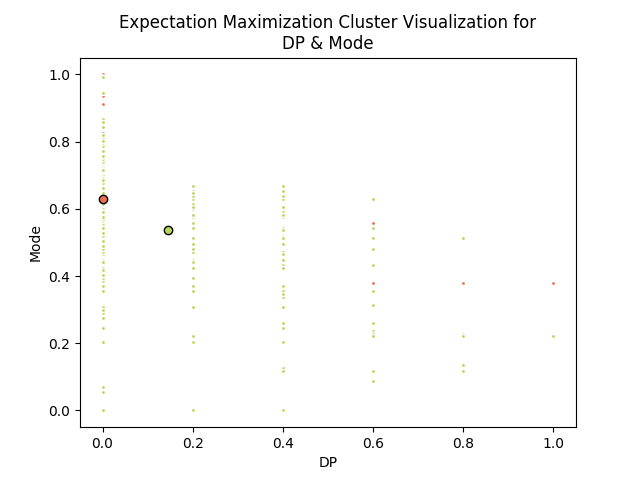 Expectation Maximization Cluster Visualization for
DP & Mode
1.0
0.8
0.6
0.4
0.2
0.0
Mode
0.0 0.2 0.4 0.6 0.8 1.0
DP